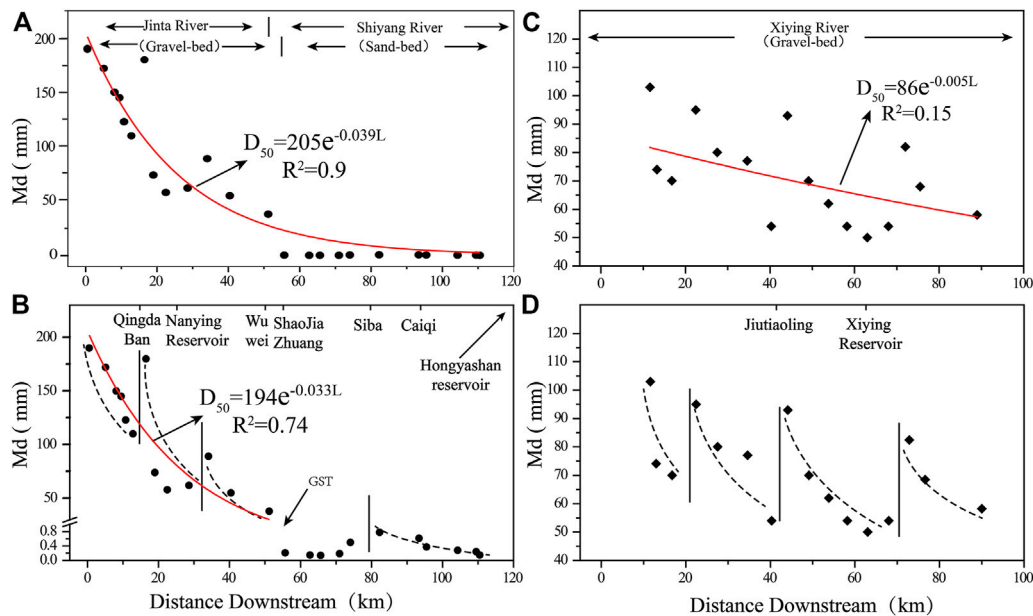 A
Jinta River
Shiyang River
(Gravel-bed)
(Sand-bed)
200
150
100
50
0
Md ( mm)
D₅₀=205e⁻⁰·⁰³⁹ᴸ
R²=0.9
0 20 40 60 80 100 120
C
Xiying River
(Gravel-bed)
120
110
100
90
80
70
60
50
40
Md ( mm)
D₅₀=86e⁻⁰·⁰⁰⁵ᴸ
R²=0.15
0 20 40 60 80 100
B
Qingda
Ban
Nanying
Reservoir
Wu
wei
ShaoJia
Zhuang
Siba
Caiqi
Hongyashan
reservoir
200
150
100
50
0.8
0.4
0.0
Md ( mm)
D₅₀=194e⁻⁰·⁰³³ᴸ
R²=0.74
GST
0 20 40 60 80 100 120
Distance Downstream (km)
D
Jiutiaoling
Xiying
Reservoir
120
110
100
90
80
70
60
50
40
Md ( mm)
0 20 40 60 80 100
Distance Downstream (km)